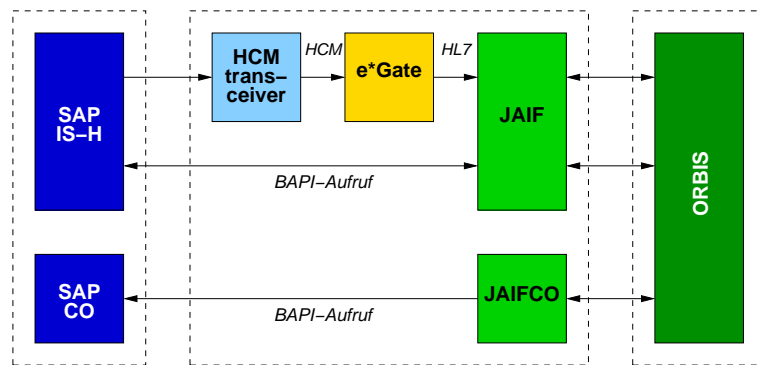 SAP
IS–H
HCM
trans–
ceiver
HCM
e*Gate
HL7
JAIF
BAPI–Aufruf
ORBIS
SAP
CO
BAPI–Aufruf
JAIFCO